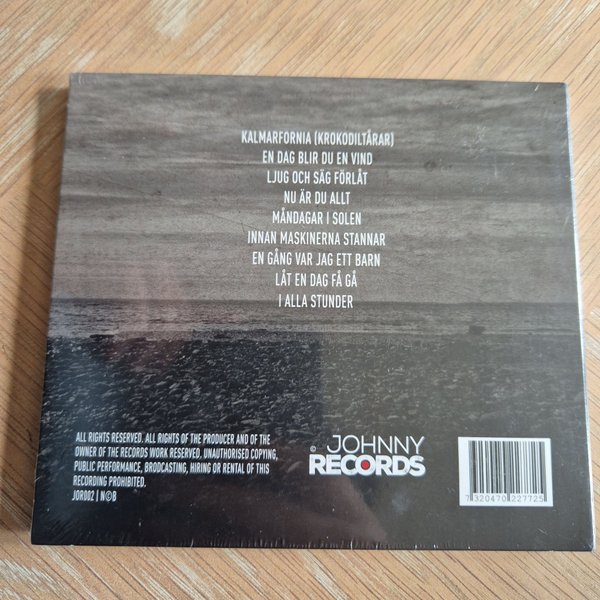 KALMARFORNIA (KROKODILTÅRAR)
EN DAG BLIR DU EN VIND
LJUG OCH SÄG FÖRLÅT
NU ÄR DU ALLT
MÅNDAGAR I SOLEN
INNAN MASKINERNA STANNAR
EN GÅNG VAR JAG ETT BARN
LÅT EN DAG FÅ GÅ
I ALLA STUNDER
ALL RIGHTS RESERVED. ALL RIGHTS OF THE PRODUCER AND OF THE
OWNER OF THE RECORDS WORK RESERVED. UNAUTHORISED COPYING,
PUBLIC PERFORMANCE, BRODCASTING, HIRING OR RENTAL OF THIS
RECORDING PROHIBITED.
JOR002 | N©B
© JOHNNY
RECORDS
7320470227725